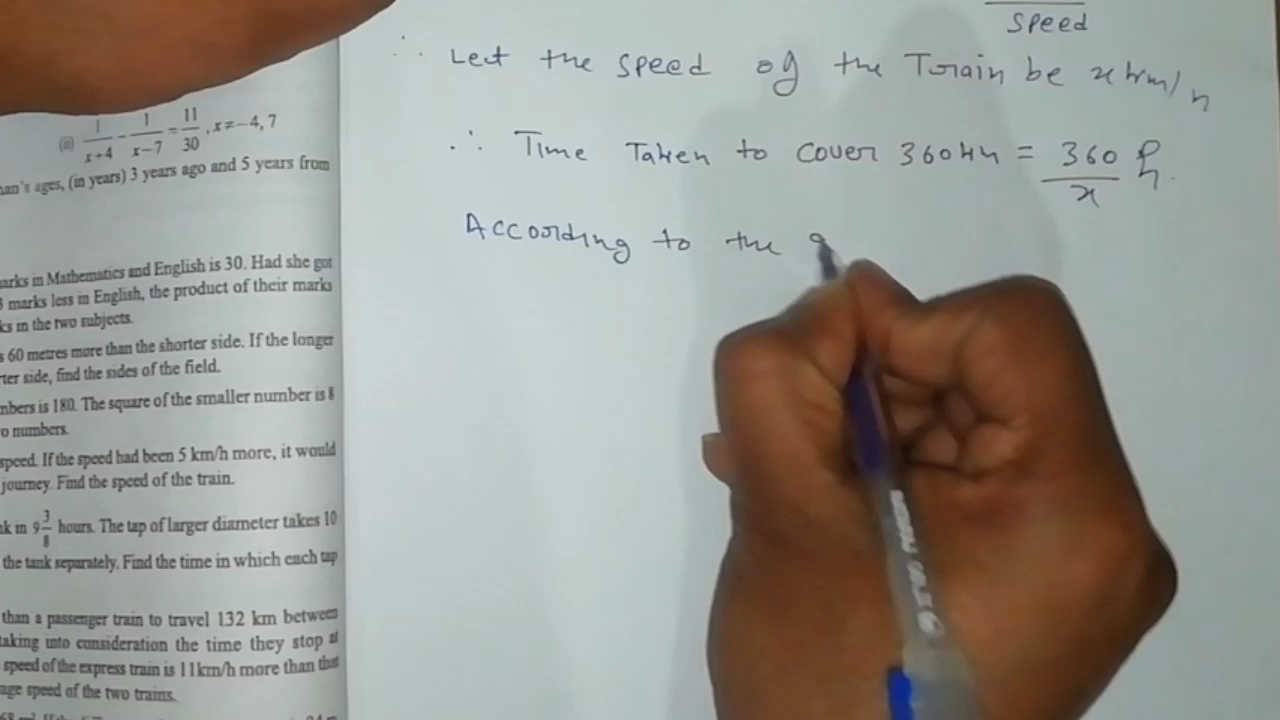 Speed
∴ Let the speed of the Train be x km/h
∴ Time Taken to cover 360km = 360/x h.
According to the q
(ii) 1/x+4 - 1/x-7 = 11/30, x≠-4, 7
man's ages, (in years) 3 years ago and 5 years from
marks in Mathematics and English is 30. Had she got
3 marks less in English, the product of their marks
ks in the two subjects.
s 60 metres more than the shorter side. If the longer
rter side, find the sides of the field.
mbers is 180. The square of the smaller number is 8
o numbers.
speed. If the speed had been 5 km/h more, it would
journey. Find the speed of the train.
nk in 9 3/8 hours. The tap of larger diameter takes 10
the tank separately. Find the time in which each tap
than a passenger train to travel 132 km between
taking into consideration the time they stop at
speed of the express train is 11km/h more than that
age speed of the two trains.